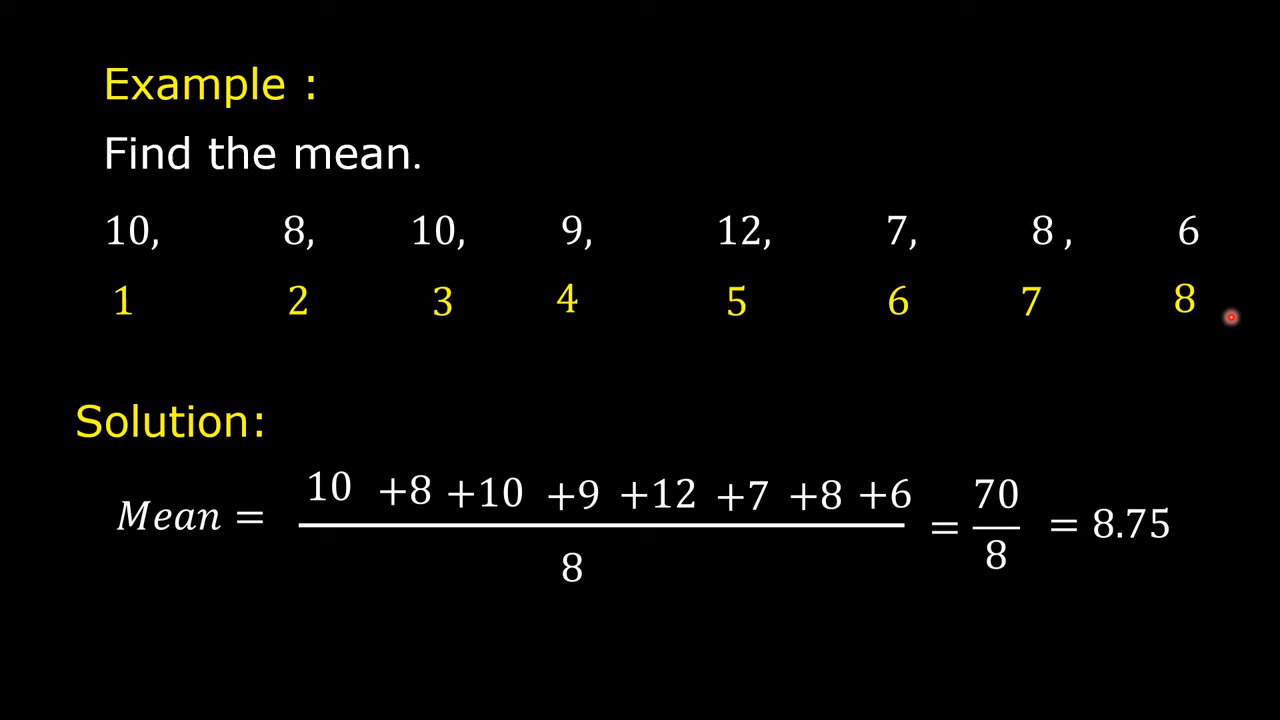 Example :
Find the mean.
10, 8, 10, 9, 12, 7, 8 , 6
1 2 3 4 5 6 7 8
Solution:
10 +8 +10 +9 +12 +7 +8 +6 70
Mean = = = 8.75
8 8